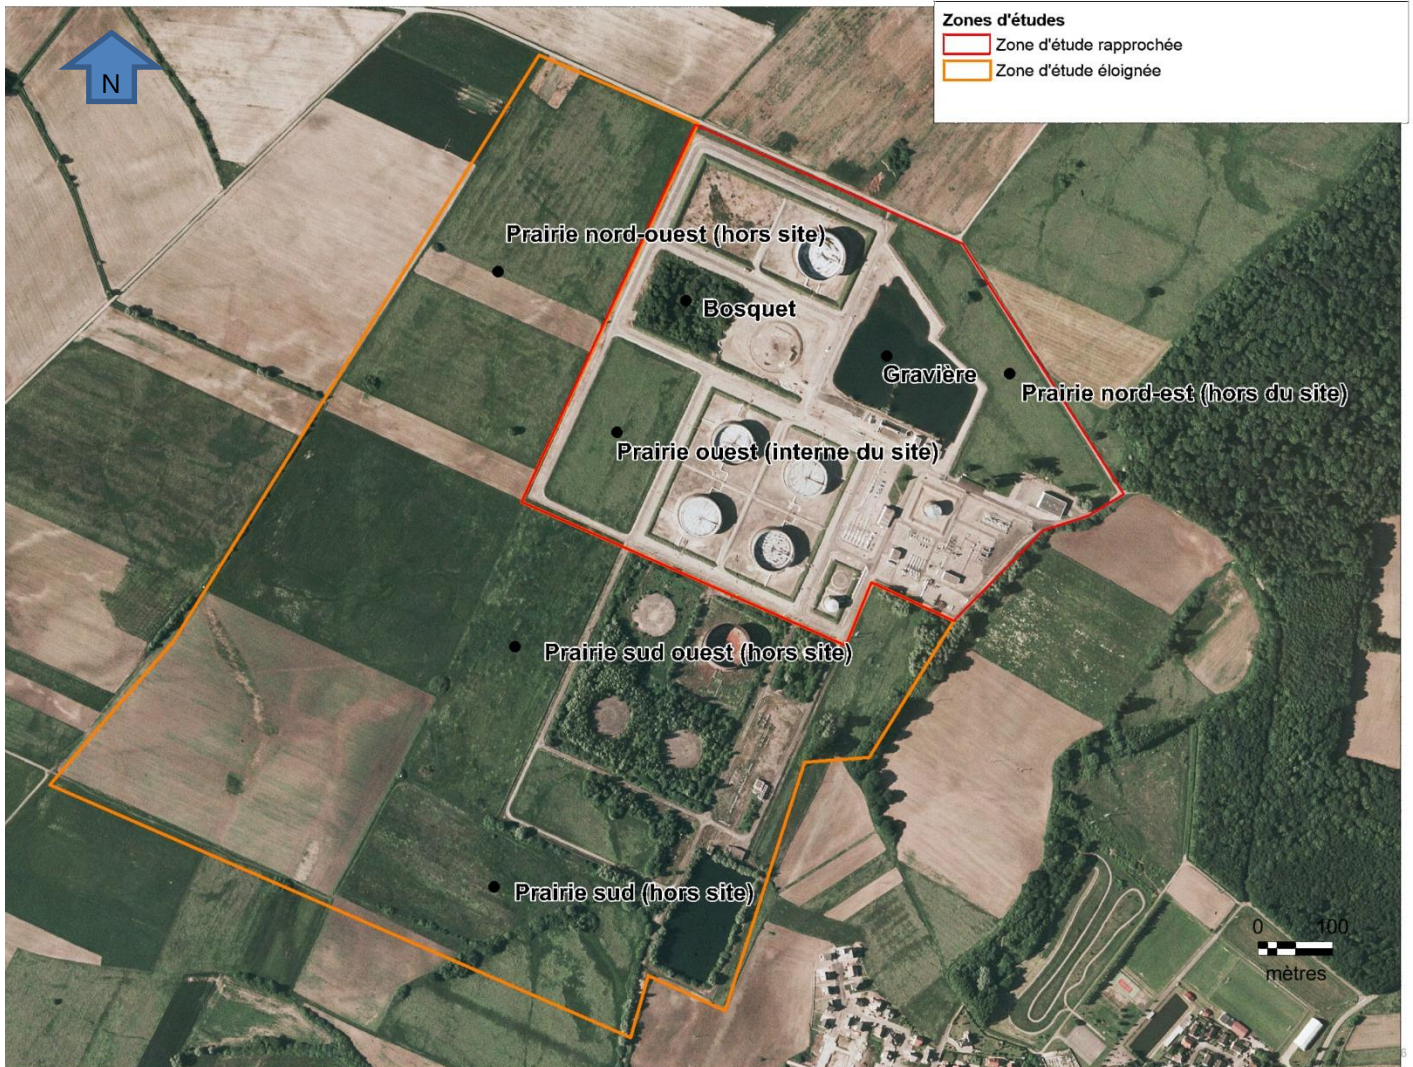 Zones d'études
Zone d'étude rapprochée
Zone d'étude éloignée
N
Prairie nord-ouest (hors site)
Bosquet
Gravière
Prairie nord-est (hors du site)
Prairie ouest (interne du site)
Prairie sud ouest (hors site)
Prairie sud (hors site)
0 100
mètres
6